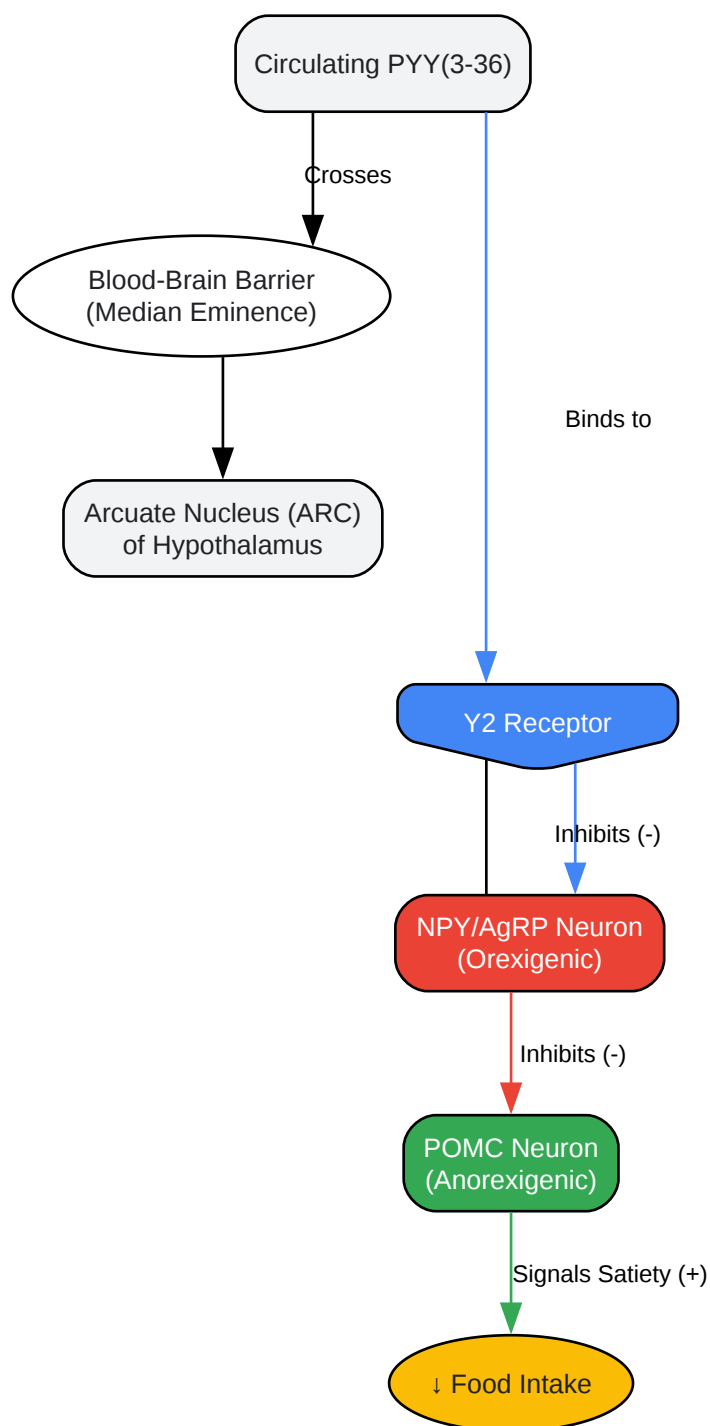 Circulating PYY(3-36)
Crosses
Blood-Brain Barrier
(Median Eminence)
Binds to
Arcuate Nucleus (ARC)
of Hypothalamus
Y2 Receptor
Inhibits (-)
NPY/AgRP Neuron
(Orexigenic)
Inhibits (-)
POMC Neuron
(Anorexigenic)
Signals Satiety (+)
↓ Food Intake